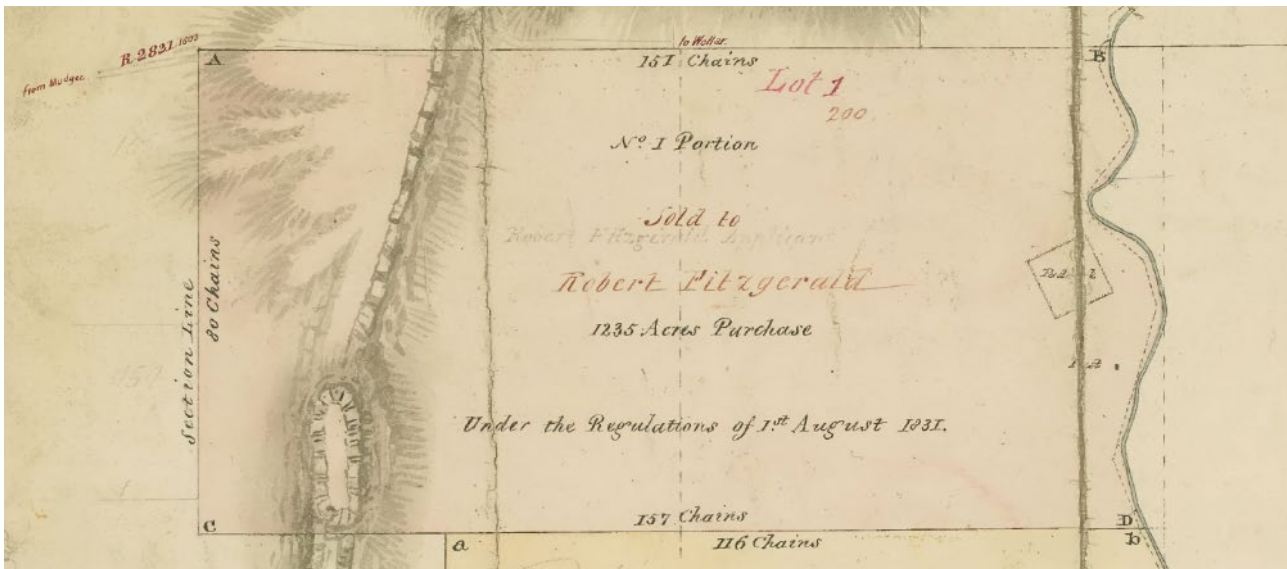 R 2821. 1503
to Wollar.
from Mudgee
A
151 Chains
B
Lot 1
200
No. 1 Portion
Sold to
Robert Fitzgerald Applicant
Robert Fitzgerald
80 Chains
Section Line
1235 Acres Purchase
Under the Regulations of 1st. August 1831.
C
157 Chains
D
a
116 Chains
b